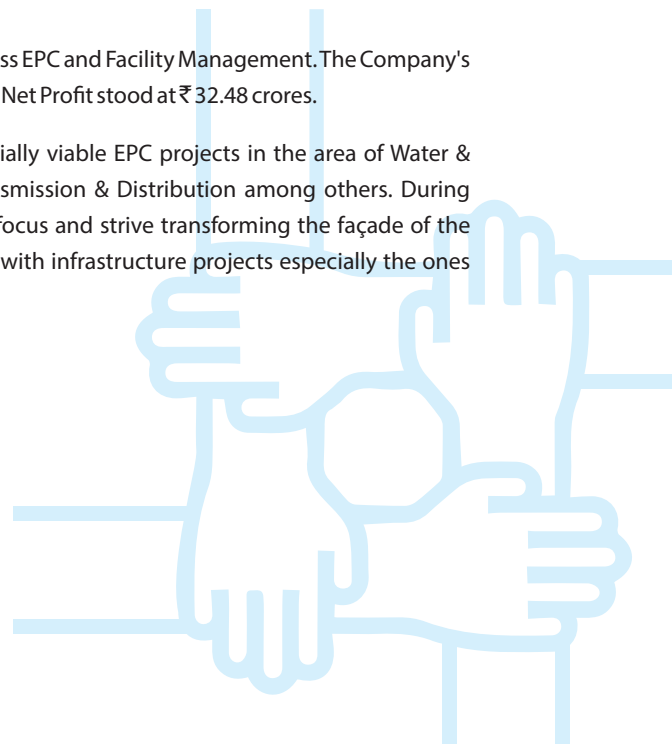 ss EPC and Facility Management. The Company's
Net Profit stood at ₹ 32.48 crores.
ially viable EPC projects in the area of Water &
smission & Distribution among others. During
focus and strive transforming the façade of the
with infrastructure projects especially the ones